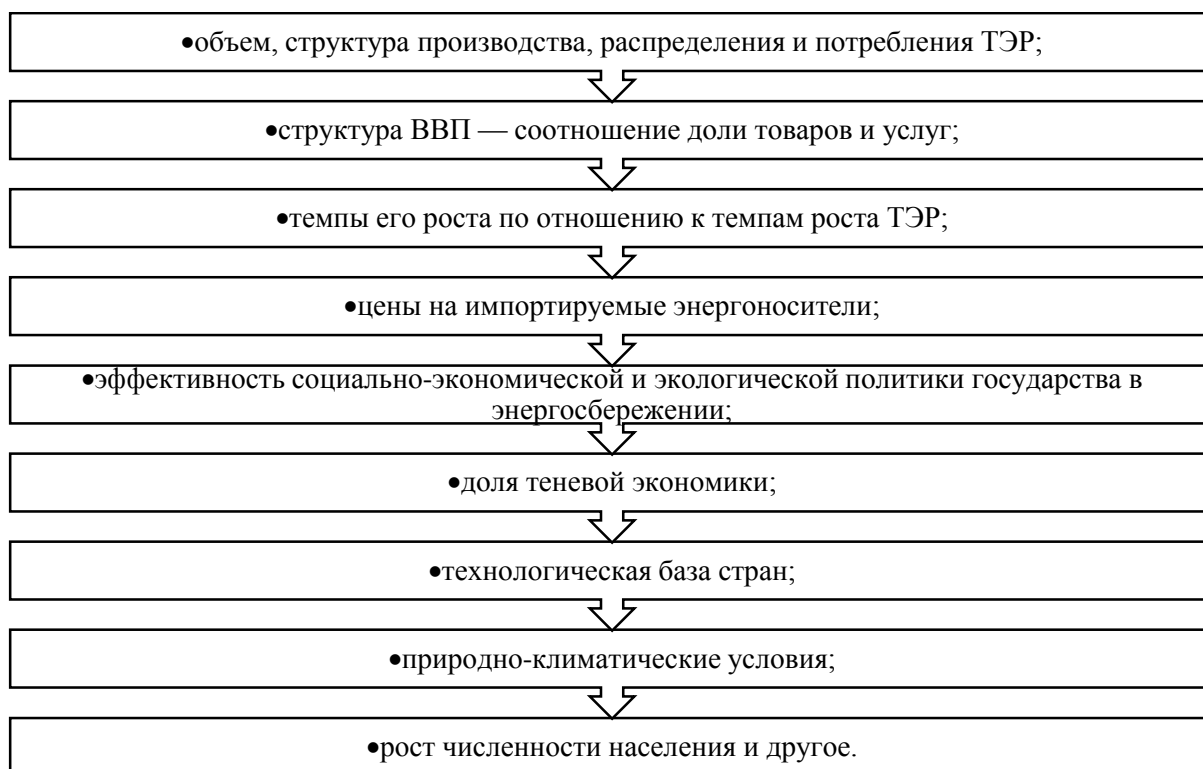 •объем, структура производства, распределения и потребления ТЭР;
•структура ВВП — соотношение доли товаров и услуг;
•темпы его роста по отношению к темпам роста ТЭР;
•цены на импортируемые энергоносители;
•эффективность социально-экономической и экологической политики государства в
энергосбережении;
•доля теневой экономики;
•технологическая база стран;
•природно-климатические условия;
•рост численности населения и другое.